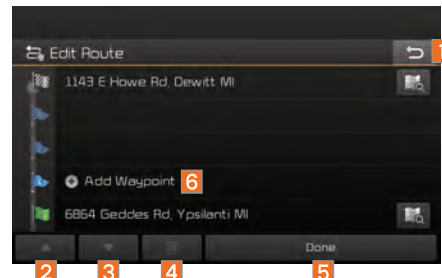 Edit Route
1
1143 E Howe Rd, Dewitt MI
Add Waypoint 6
6864 Geddes Rd, Ypsilanti MI
Done
2 3 4 5